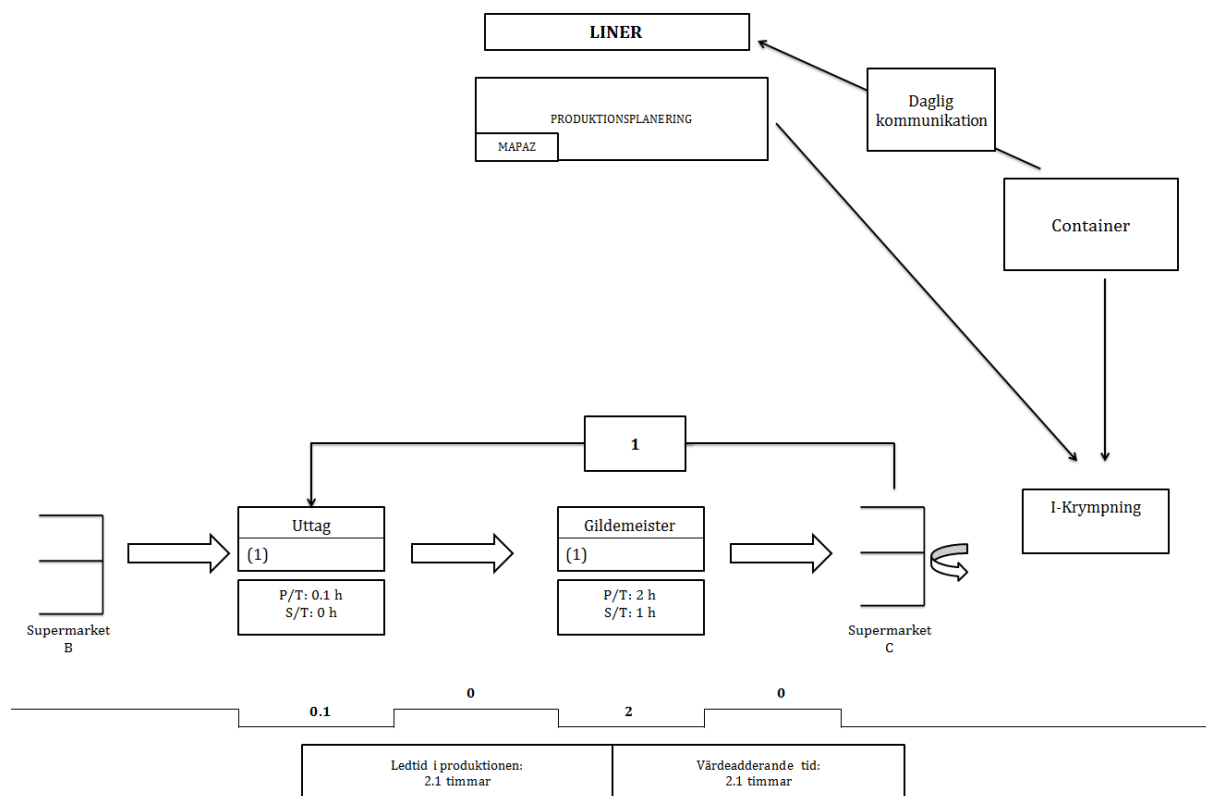 LINER
PRODUKTIONSPLANERING
MAPAZ
Daglig
kommunikation
Container
1
I-Krympning
Uttag
(1)
P/T: 0.1 h
S/T: 0 h
Gildemeister
(1)
P/T: 2 h
S/T: 1 h
Supermarket
B
Supermarket
C
0.1
0
2
0
Ledtid i produktionen:
2.1 timmar
Värdeadderande tid:
2.1 timmar